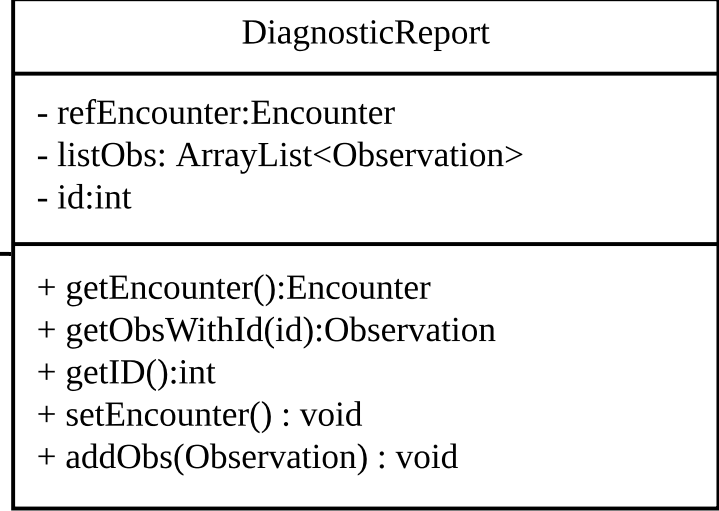 DiagnosticReport
- refEncounter:Encounter
- listObs: ArrayList<Observation>
- id:int
+ getEncounter():Encounter
+ getObsWithId(id):Observation
+ getID():int
+ setEncounter() : void
+ addObs(Observation) : void